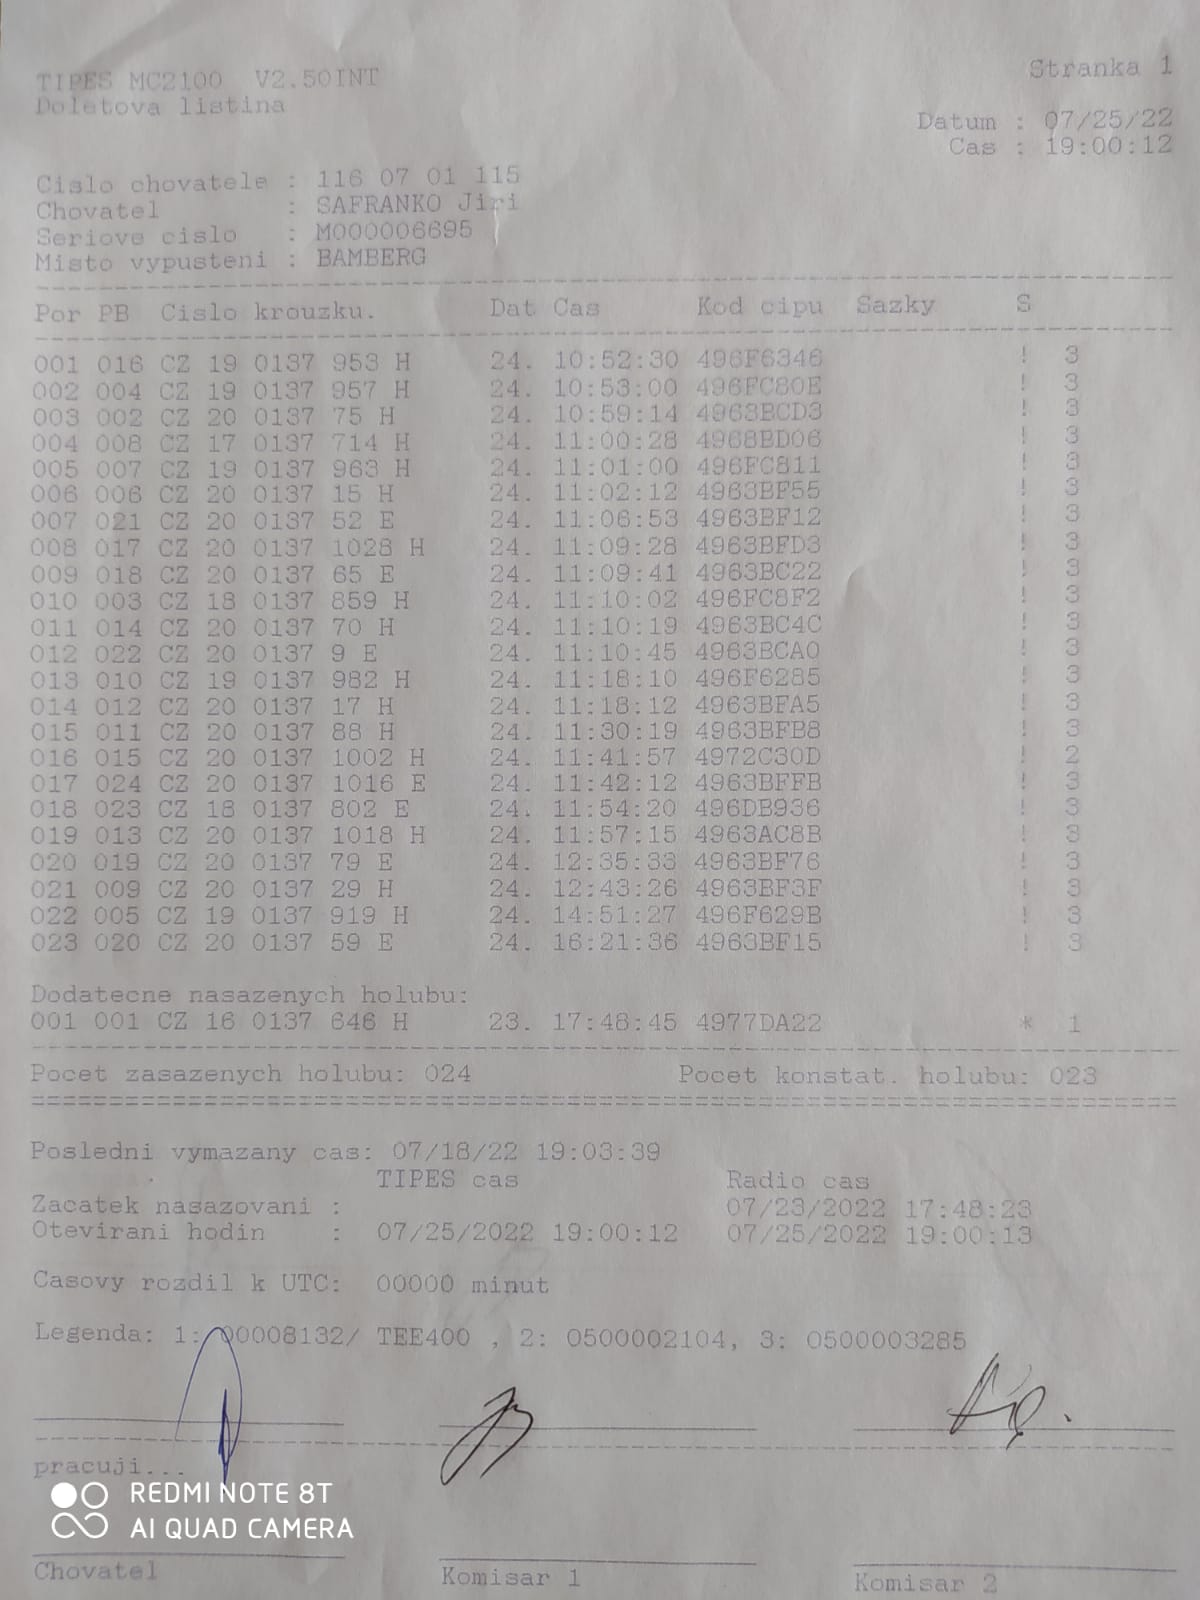 TIPES MC2100 V2.50INT Stranka 1
Doletova listina
Datum : 07/25/22
Cas : 19:00:12
Cislo chovatele : 116 07 01 115
Chovatel : SAFRANKO Jiri
Seriove cislo : M000006695
Misto vypusteni : BAMBERG
Por PB Cislo krouzku. Dat Cas Kod cipu Sazky S
001 016 CZ 19 0137 953 H 24. 10:52:30 496F6346 ! 3
002 004 CZ 19 0137 957 H 24. 10:53:00 496FC80E ! 3
003 002 CZ 20 0137 75 H 24. 10:59:14 4963BCD3 ! 3
004 008 CZ 17 0137 714 H 24. 11:00:28 4968BD06 ! 3
005 007 CZ 19 0137 963 H 24. 11:01:00 496FC811 ! 3
006 006 CZ 20 0137 15 H 24. 11:02:12 4963BF55 ! 3
007 021 CZ 20 0137 52 E 24. 11:06:53 4963BF12 ! 3
008 017 CZ 20 0137 1028 H 24. 11:09:28 4963BFD3 ! 3
009 018 CZ 20 0137 65 E 24. 11:09:41 4963BC22 ! 3
010 003 CZ 18 0137 859 H 24. 11:10:02 496FC8F2 ! 3
011 014 CZ 20 0137 70 H 24. 11:10:19 4963BC4C ! 3
012 022 CZ 20 0137 9 E 24. 11:10:45 4963BCA0 ! 3
013 010 CZ 19 0137 982 H 24. 11:18:10 496F6285 ! 3
014 012 CZ 20 0137 17 H 24. 11:18:12 4963BFA5 ! 3
015 011 CZ 20 0137 88 H 24. 11:30:19 4963BFB8 ! 3
016 015 CZ 20 0137 1002 H 24. 11:41:57 4972C30D ! 2
017 024 CZ 20 0137 1016 E 24. 11:42:12 4963BFFB ! 3
018 023 CZ 18 0137 802 E 24. 11:54:20 496DB936 ! 3
019 013 CZ 20 0137 1018 H 24. 11:57:15 4963AC8B ! 3
020 019 CZ 20 0137 79 E 24. 12:35:33 4963BF76 ! 3
021 009 CZ 20 0137 29 H 24. 12:43:26 4963BF3F ! 3
022 005 CZ 19 0137 919 H 24. 14:51:27 496F629B ! 3
023 020 CZ 20 0137 59 E 24. 16:21:36 4963BF15 ! 3
Dodatecne nasazenych holubu:
001 001 CZ 16 0137 646 H 23. 17:48:45 4977DA22 * 1
Pocet zasazenych holubu: 024 Pocet konstat. holubu: 023
Posledni vymazany cas: 07/18/22 19:03:39
TIPES cas Radio cas
Zacatek nasazovani : 07/23/2022 17:48:23
Otevirani hodin : 07/25/2022 19:00:12 07/25/2022 19:00:13
Casovy rozdil k UTC: 00000 minut
Legenda: 1: 00008132/ TEE400 , 2: 0500002104, 3: 0500003285
pracuji...
REDMI NOTE 8T
AI QUAD CAMERA
Chovatel Komisar 1 Komisar 2